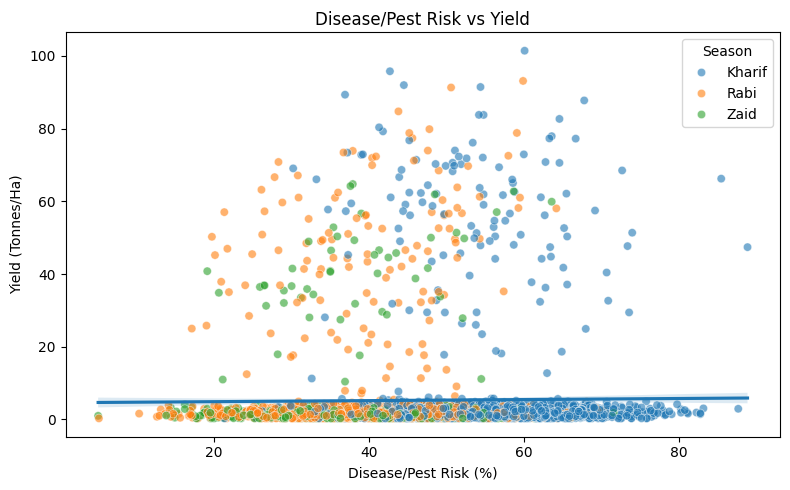 Disease/Pest Risk vs Yield
Season
Kharif
Rabi
Zaid
100
80
60
40
20
0
Yield (Tonnes/Ha)
20 40 60 80
Disease/Pest Risk (%)